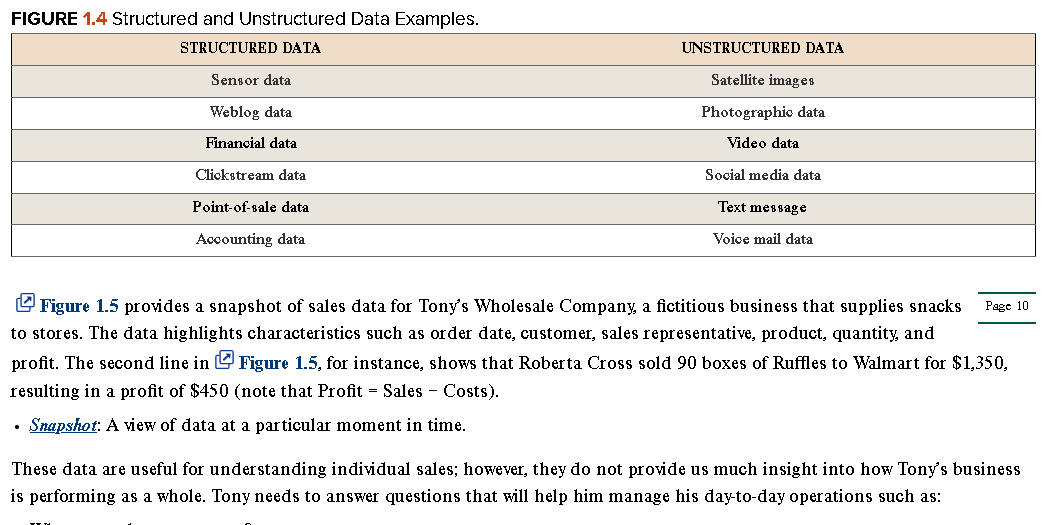 FIGURE 1.4 Structured and Unstructured Data Examples.
STRUCTURED DATA UNSTRUCTURED DATA
Sensor data Satellite images
Weblog data Photographic data
Financial data Video data
Clickstream data Social media data
Point-of-sale data Text message
Accounting data Voice mail data
Figure 1.5 provides a snapshot of sales data for Tony's Wholesale Company, a fictitious business that supplies snacks
Page 10
to stores. The data highlights characteristics such as order date, customer, sales representative, product, quantity, and
profit. The second line in Figure 1.5, for instance, shows that Roberta Cross sold 90 boxes of Ruffles to Walmart for $1,350,
resulting in a profit of $450 (note that Profit = Sales − Costs).
• Snapshot: A view of data at a particular moment in time.
These data are useful for understanding individual sales; however, they do not provide us much insight into how Tony's business
is performing as a whole. Tony needs to answer questions that will help him manage his day-to-day operations such as: